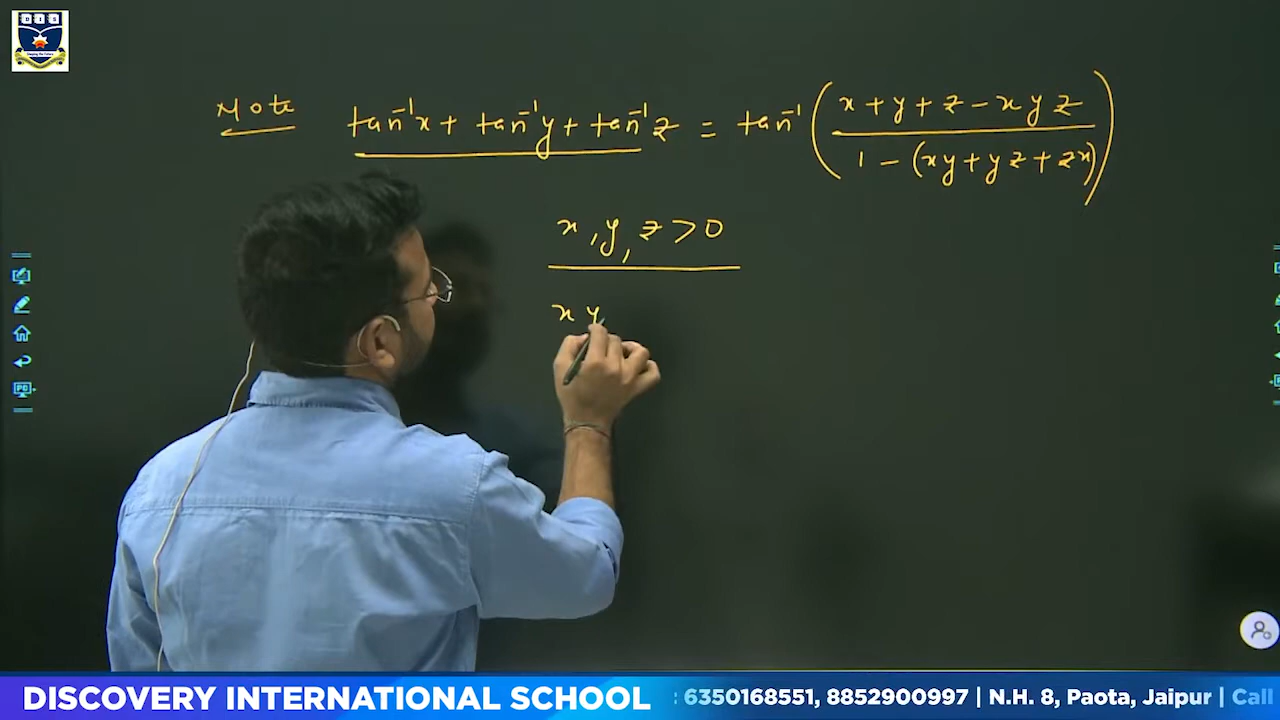 Note tan⁻¹x + tan⁻¹y + tan⁻¹z = tan⁻¹ ( x+y+z-xyz / 1-(xy+yz+zx) )
x, y, z > 0
x y
DISCOVERY INTERNATIONAL SCHOOL : 6350168551, 8852900997 | N.H. 8, Paota, Jaipur | Call